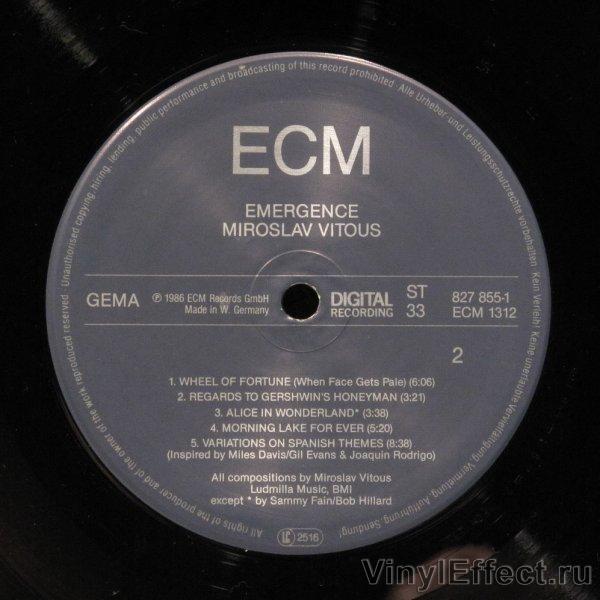 All rights of the producer and of the owner of the work reproduced reserved · Unauthorised copying, hiring, lending, public performance and broadcasting of this record prohibited · Alle Urheber- und Leistungsschutzrechte vorbehalten · Kein Verleih! Keine unerlaubte Vervielfältigung, Vermietung, Aufführung, Sendung!
ECM
EMERGENCE
MIROSLAV VITOUS
GEMA
℗ 1986 ECM Records GmbH
Made in W. Germany
DIGITAL
RECORDING
ST
33
827 855-1
ECM 1312
2
1. WHEEL OF FORTUNE (When Face Gets Pale) (6:06)
2. REGARDS TO GERSHWIN'S HONEYMAN (3:21)
3. ALICE IN WONDERLAND* (3:38)
4. MORNING LAKE FOR EVER (5:20)
5. VARIATIONS ON SPANISH THEMES (8:38)
(Inspired by Miles Davis/Gil Evans & Joaquin Rodrigo)
All compositions by Miroslav Vitous
Ludmilla Music, BMI
except * by Sammy Fain/Bob Hillard
LC 2516
VinylEffect.ru